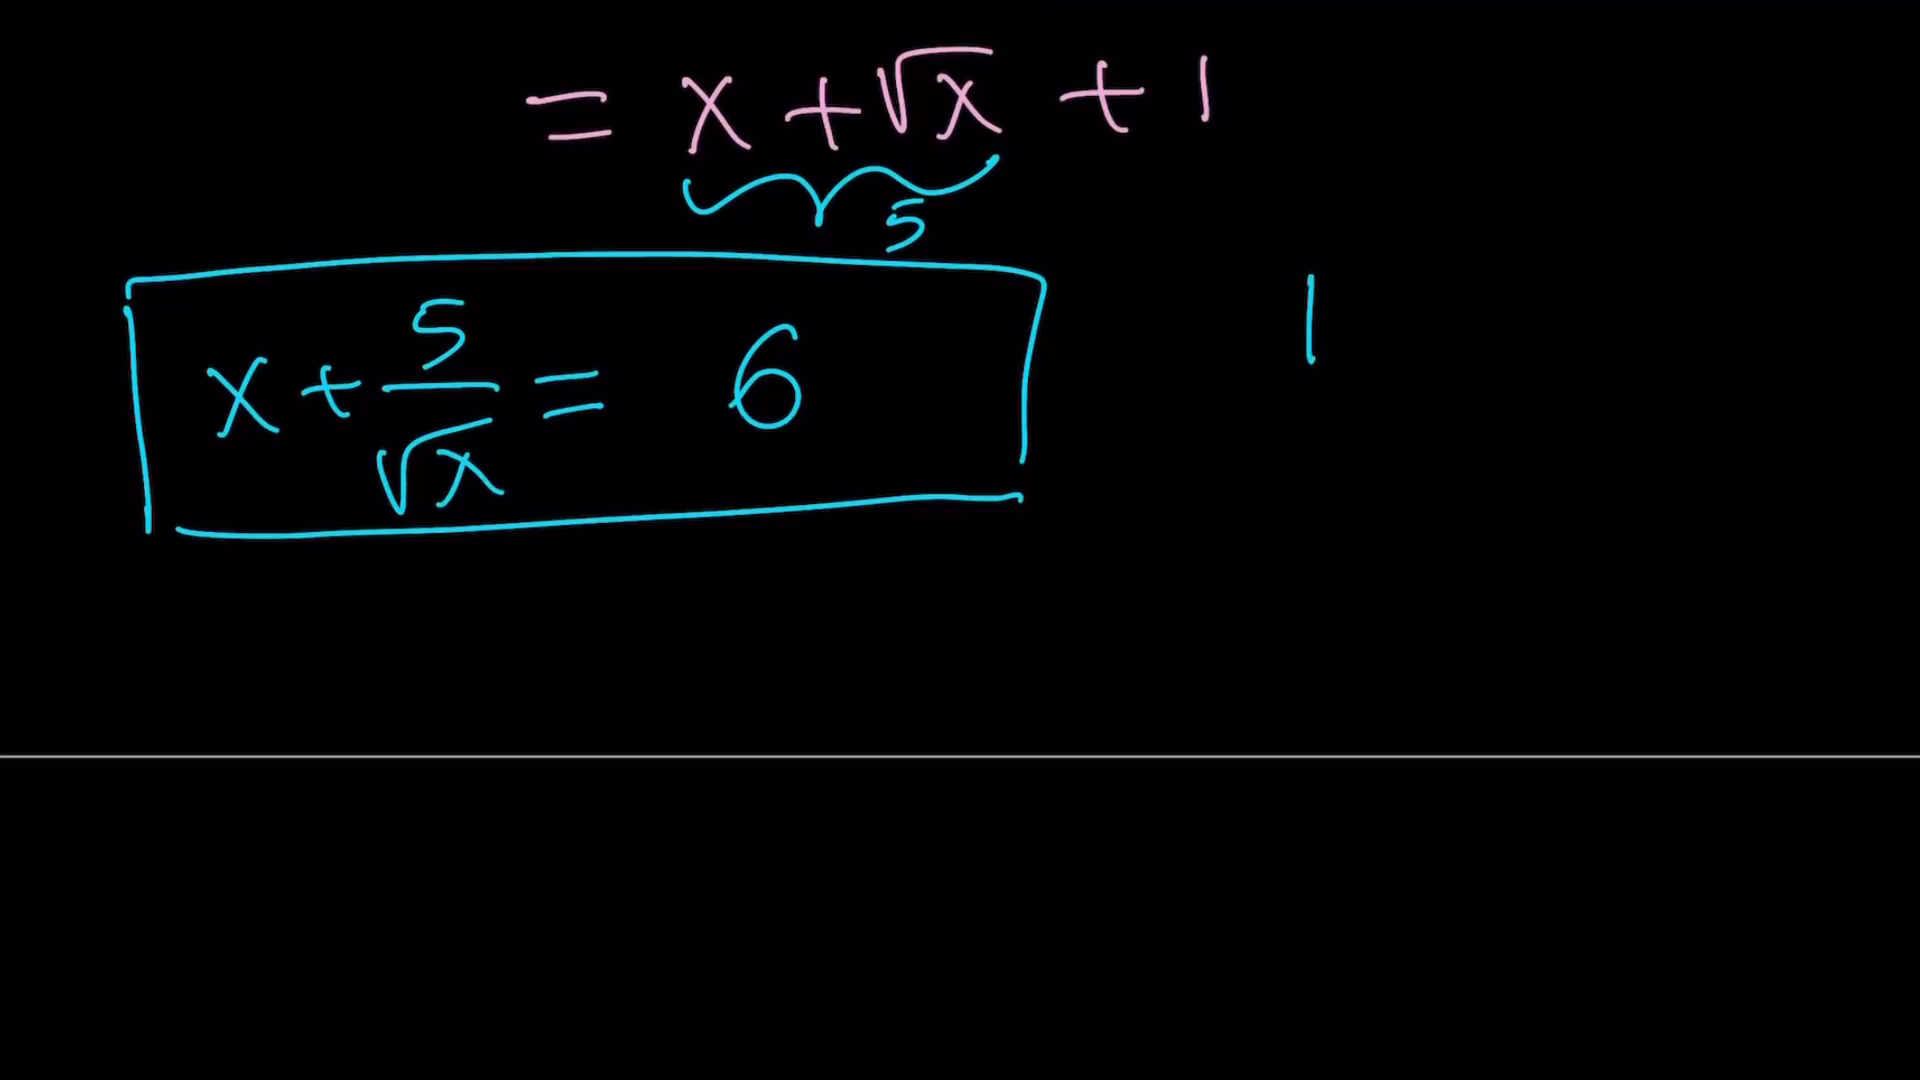 = x + √x + 1
5
x + 5/√x = 6
1